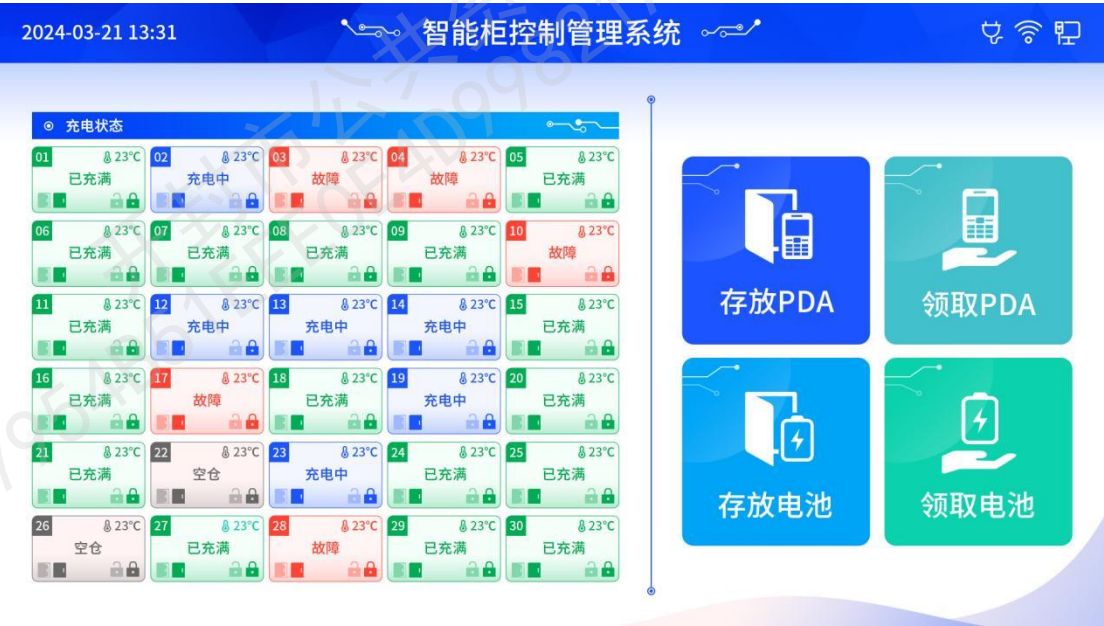 2024-03-21 13:31
智能柜控制管理系统
充电状态
01 23℃ 02 23℃ 03 23℃ 04 23℃ 05 23℃
已充满 充电中 故障 故障 已充满
06 23℃ 07 23℃ 08 23℃ 09 23℃ 10 23℃
已充满 已充满 已充满 已充满 故障
11 23℃ 12 23℃ 13 23℃ 14 23℃ 15 23℃
已充满 充电中 充电中 充电中 已充满
16 23℃ 17 23℃ 18 23℃ 19 23℃ 20 23℃
已充满 故障 已充满 充电中 已充满
21 23℃ 22 23℃ 23 23℃ 24 23℃ 25 23℃
已充满 空仓 充电中 已充满 已充满
26 23℃ 27 23℃ 28 23℃ 29 23℃ 30 23℃
空仓 已充满 故障 已充满 已充满
存放PDA 领取PDA
存放电池 领取电池